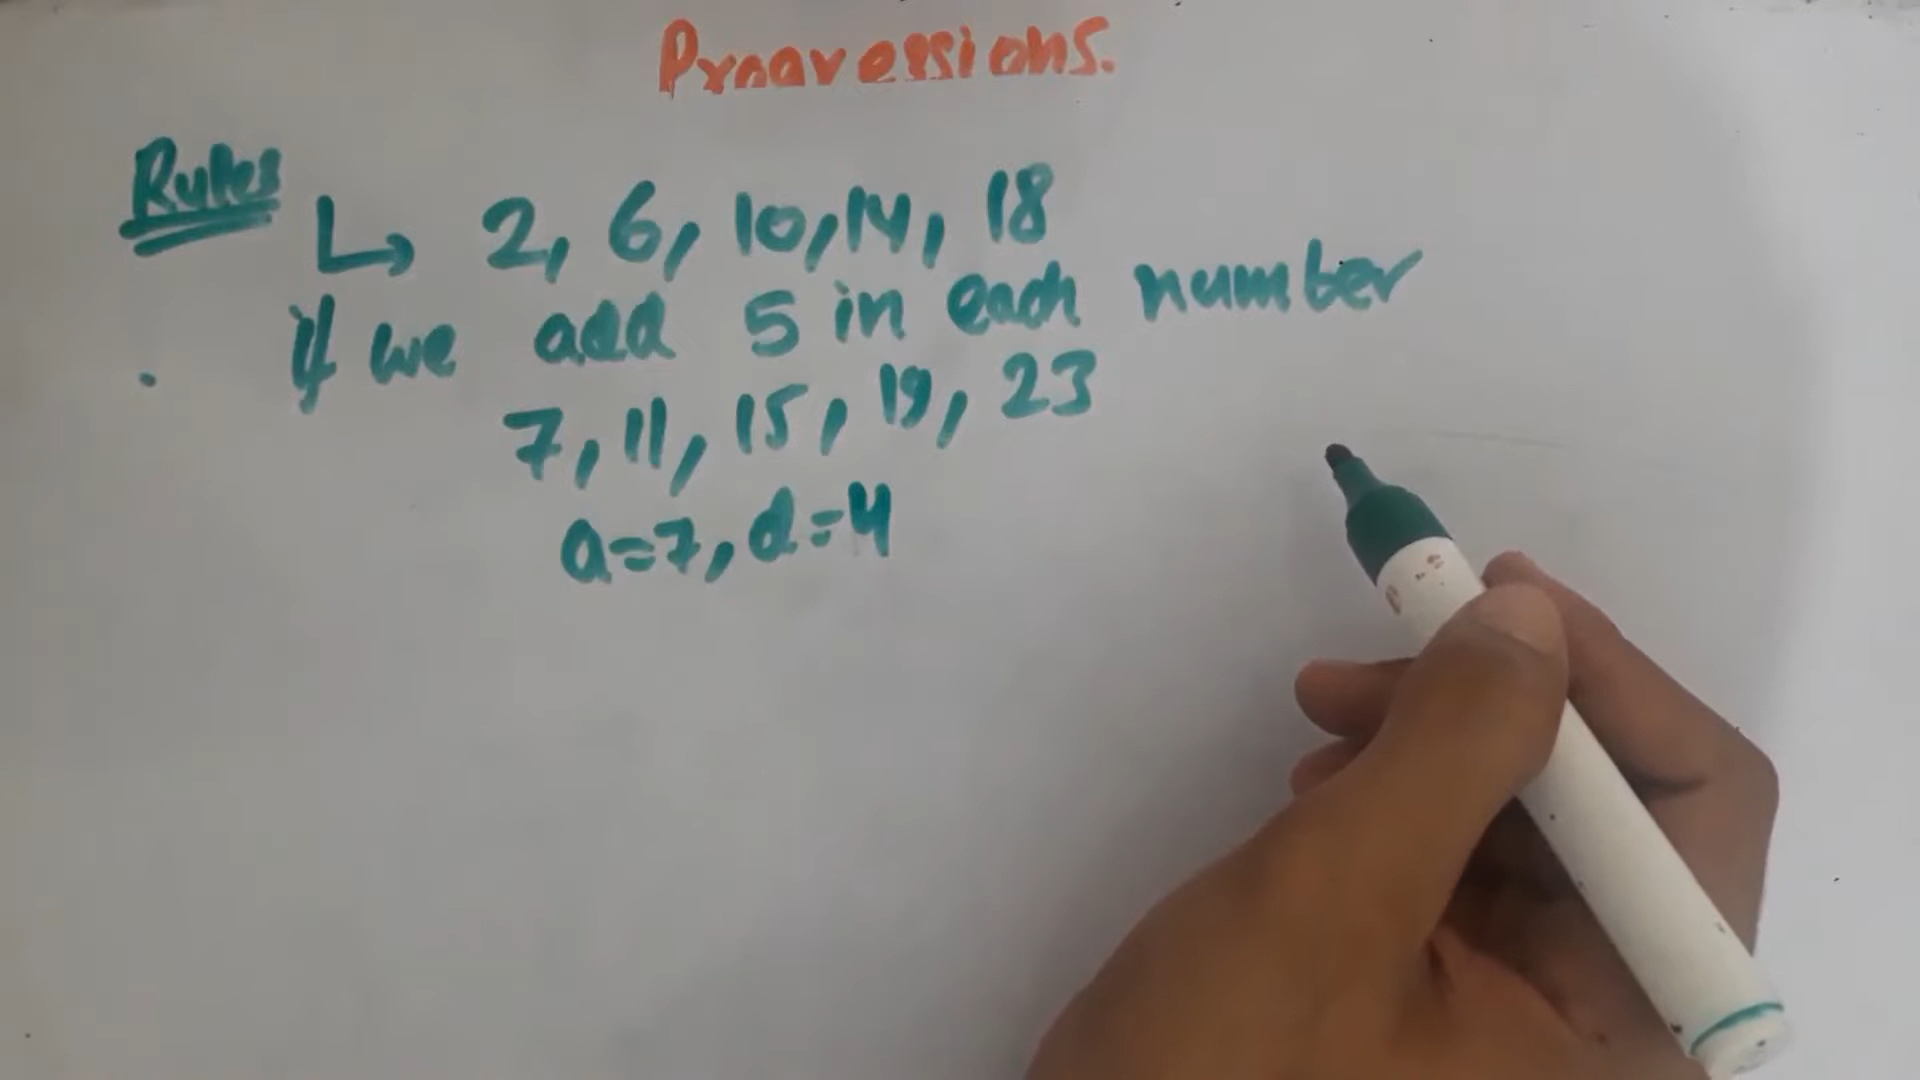 Progressions.
Rules
↳ 2, 6, 10, 14, 18
if we add 5 in each number
7, 11, 15, 19, 23
a=7, d=4